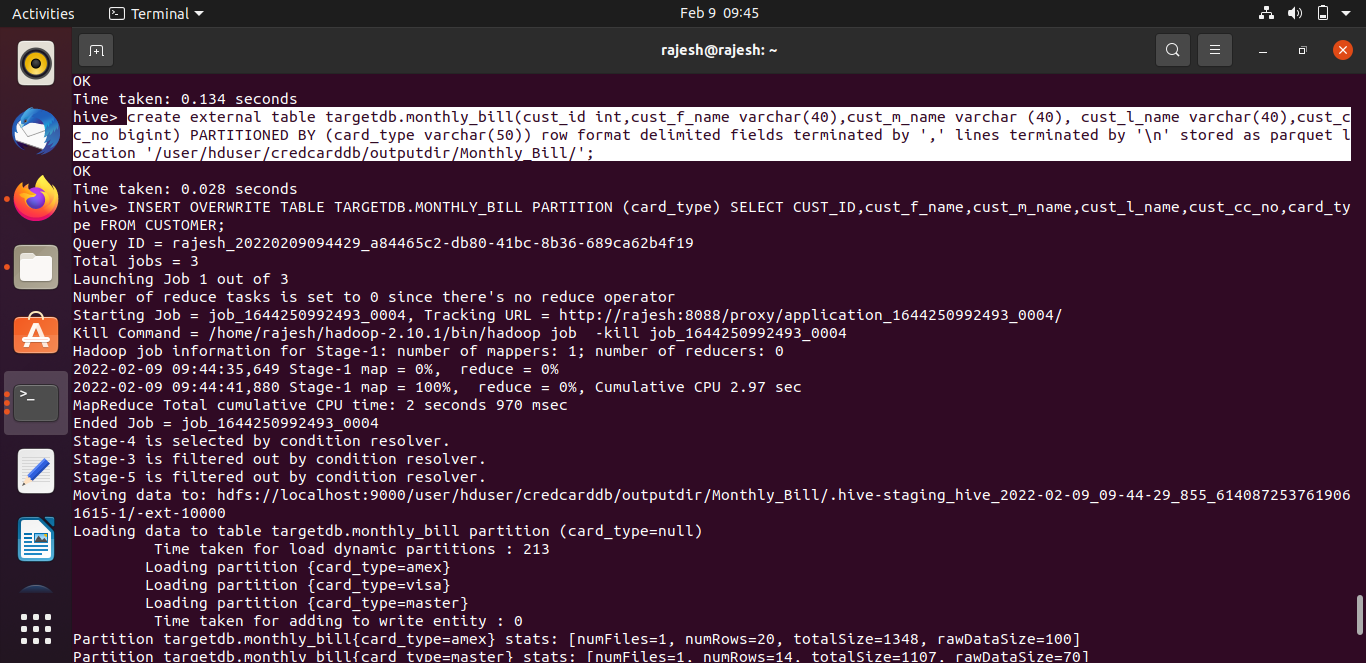 Activities
Terminal
Feb 9 09:45
rajesh@rajesh: ~
OK
Time taken: 0.134 seconds
hive> create external table targetdb.monthly_bill(cust_id int,cust_f_name varchar(40),cust_m_name varchar (40), cust_l_name varchar(40),cust_c
c_no bigint) PARTITIONED BY (card_type varchar(50)) row format delimited fields terminated by ',' lines terminated by '\n' stored as parquet l
ocation '/user/hduser/credcarddb/outputdir/Monthly_Bill/';
OK
Time taken: 0.028 seconds
hive> INSERT OVERWRITE TABLE TARGETDB.MONTHLY_BILL PARTITION (card_type) SELECT CUST_ID,cust_f_name,cust_m_name,cust_l_name,cust_cc_no,card_ty
pe FROM CUSTOMER;
Query ID = rajesh_20220209094429_a84465c2-db80-41bc-8b36-689ca62b4f19
Total jobs = 3
Launching Job 1 out of 3
Number of reduce tasks is set to 0 since there's no reduce operator
Starting Job = job_1644250992493_0004, Tracking URL = http://rajesh:8088/proxy/application_1644250992493_0004/
Kill Command = /home/rajesh/hadoop-2.10.1/bin/hadoop job  -kill job_1644250992493_0004
Hadoop job information for Stage-1: number of mappers: 1; number of reducers: 0
2022-02-09 09:44:35,649 Stage-1 map = 0%,  reduce = 0%
2022-02-09 09:44:41,880 Stage-1 map = 100%,  reduce = 0%, Cumulative CPU 2.97 sec
MapReduce Total cumulative CPU time: 2 seconds 970 msec
Ended Job = job_1644250992493_0004
Stage-4 is selected by condition resolver.
Stage-3 is filtered out by condition resolver.
Stage-5 is filtered out by condition resolver.
Moving data to: hdfs://localhost:9000/user/hduser/credcarddb/outputdir/Monthly_Bill/.hive-staging_hive_2022-02-09_09-44-29_855_614087253761906
1615-1/-ext-10000
Loading data to table targetdb.monthly_bill partition (card_type=null)
Time taken for load dynamic partitions : 213
Loading partition {card_type=amex}
Loading partition {card_type=visa}
Loading partition {card_type=master}
Time taken for adding to write entity : 0
Partition targetdb.monthly_bill{card_type=amex} stats: [numFiles=1, numRows=20, totalSize=1348, rawDataSize=100]
Partition targetdb.monthly_bill{card_type=master} stats: [numFiles=1, numRows=14, totalSize=1107, rawDataSize=70]